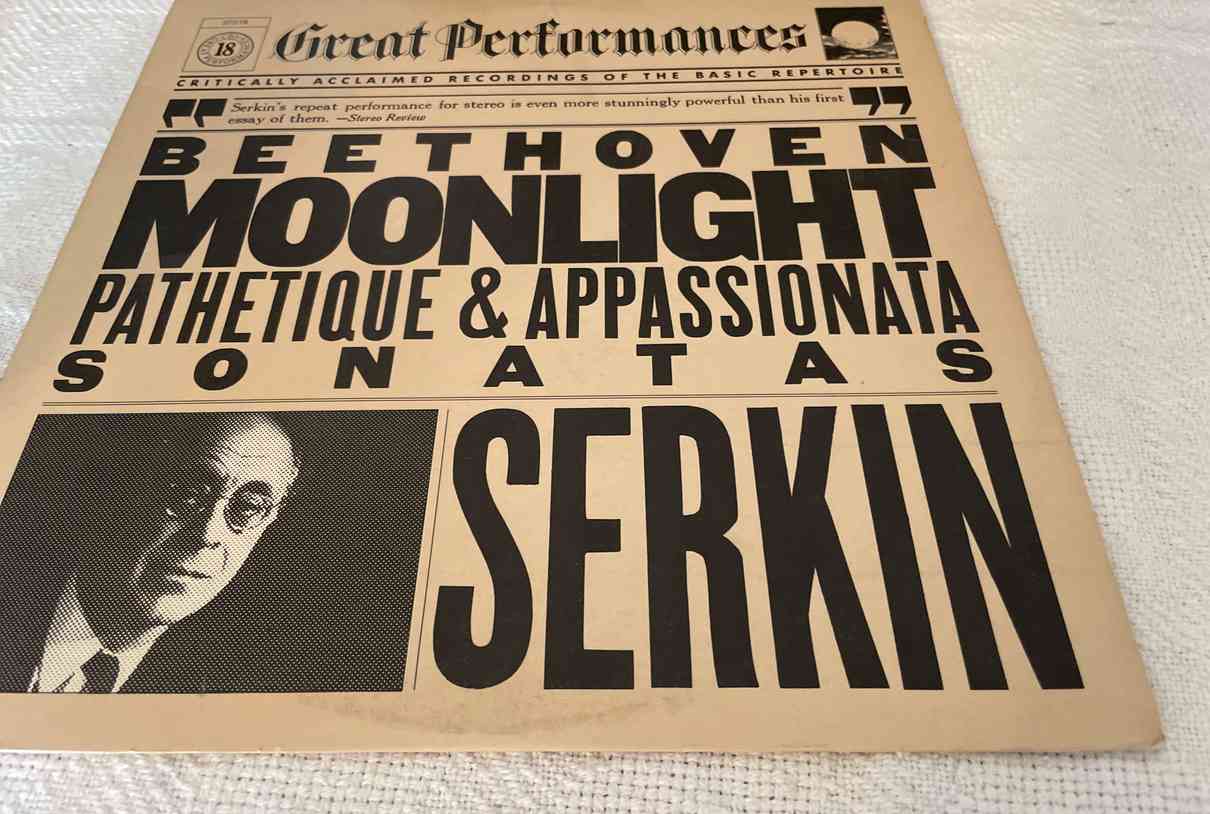 18
Great Performances
CRITICALLY ACCLAIMED RECORDINGS OF THE BASIC REPERTOIRE
"Serkin's repeat performance for stereo is even more stunningly powerful than his first
essay of them. —Stereo Review"
BEETHOVEN
MOONLIGHT
PATHETIQUE & APPASSIONATA
SONATAS
SERKIN